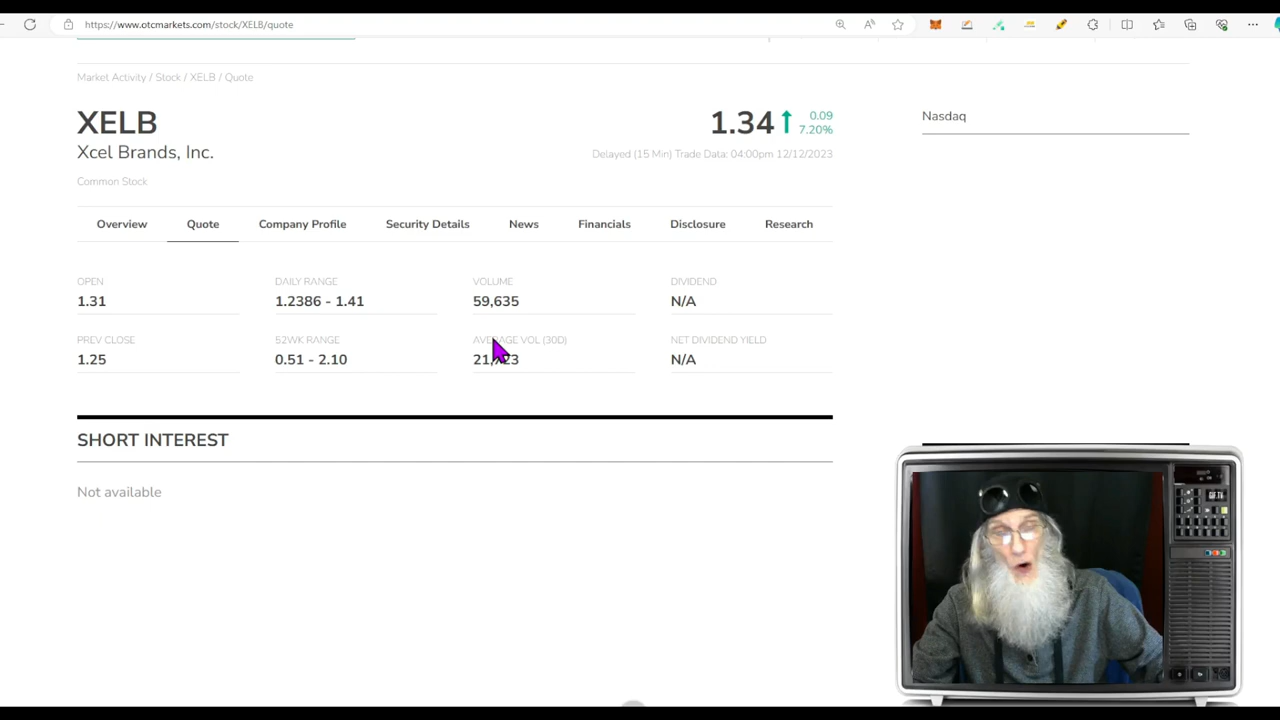 https://www.otcmarkets.com/stock/XELB/quote
Market Activity / Stock / XELB / Quote
XELB
Xcel Brands, Inc.
Common Stock
1.34
0.09
7.20%
Delayed (15 Min) Trade Data: 04:00pm 12/12/2023
Nasdaq
Overview
Quote
Company Profile
Security Details
News
Financials
Disclosure
Research
OPEN
1.31
DAILY RANGE
1.2386 - 1.41
VOLUME
59,635
DIVIDEND
N/A
PREV CLOSE
1.25
52WK RANGE
0.51 - 2.10
AVERAGE VOL (30D)
NET DIVIDEND YIELD
N/A
SHORT INTEREST
Not available